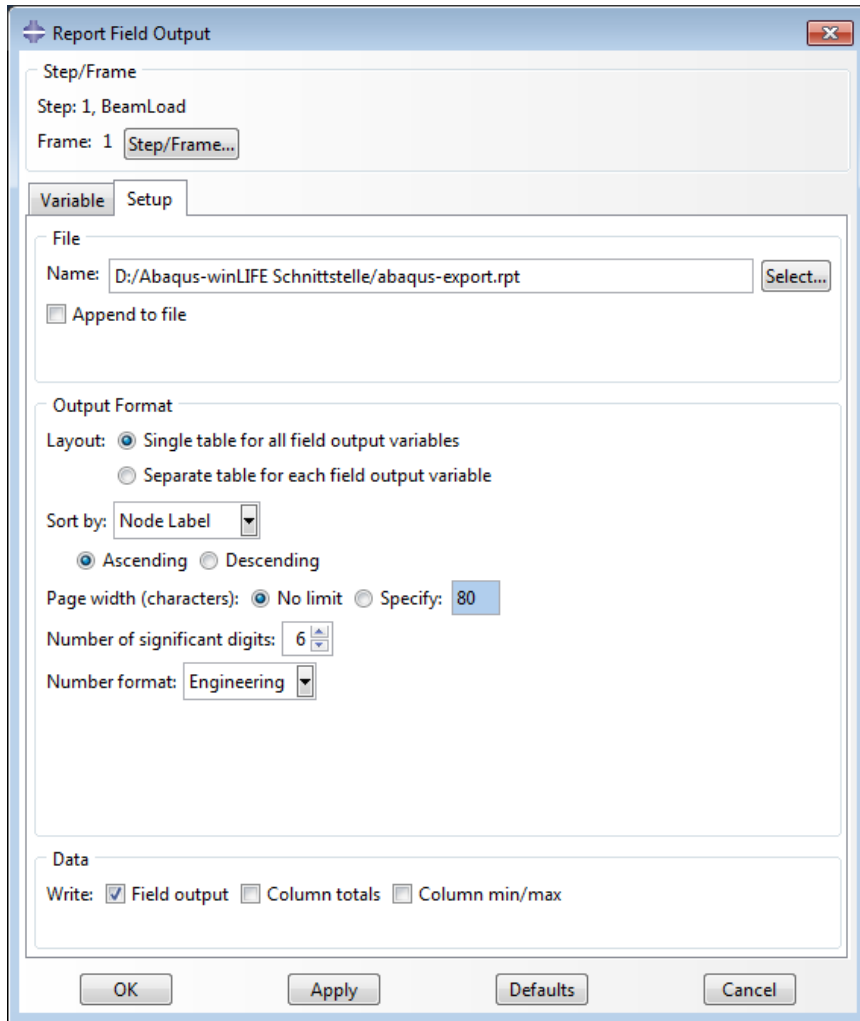 Report Field Output
Step/Frame
Step: 1, BeamLoad
Frame: 1 Step/Frame...
Variable Setup
File
Name: D:/Abaqus-winLIFE Schnittstelle/abaqus-export.rpt Select...
Append to file
Output Format
Layout: Single table for all field output variables
Separate table for each field output variable
Sort by: Node Label
Ascending Descending
Page width (characters): No limit Specify: 80
Number of significant digits: 6
Number format: Engineering
Data
Write: Field output Column totals Column min/max
OK Apply Defaults Cancel